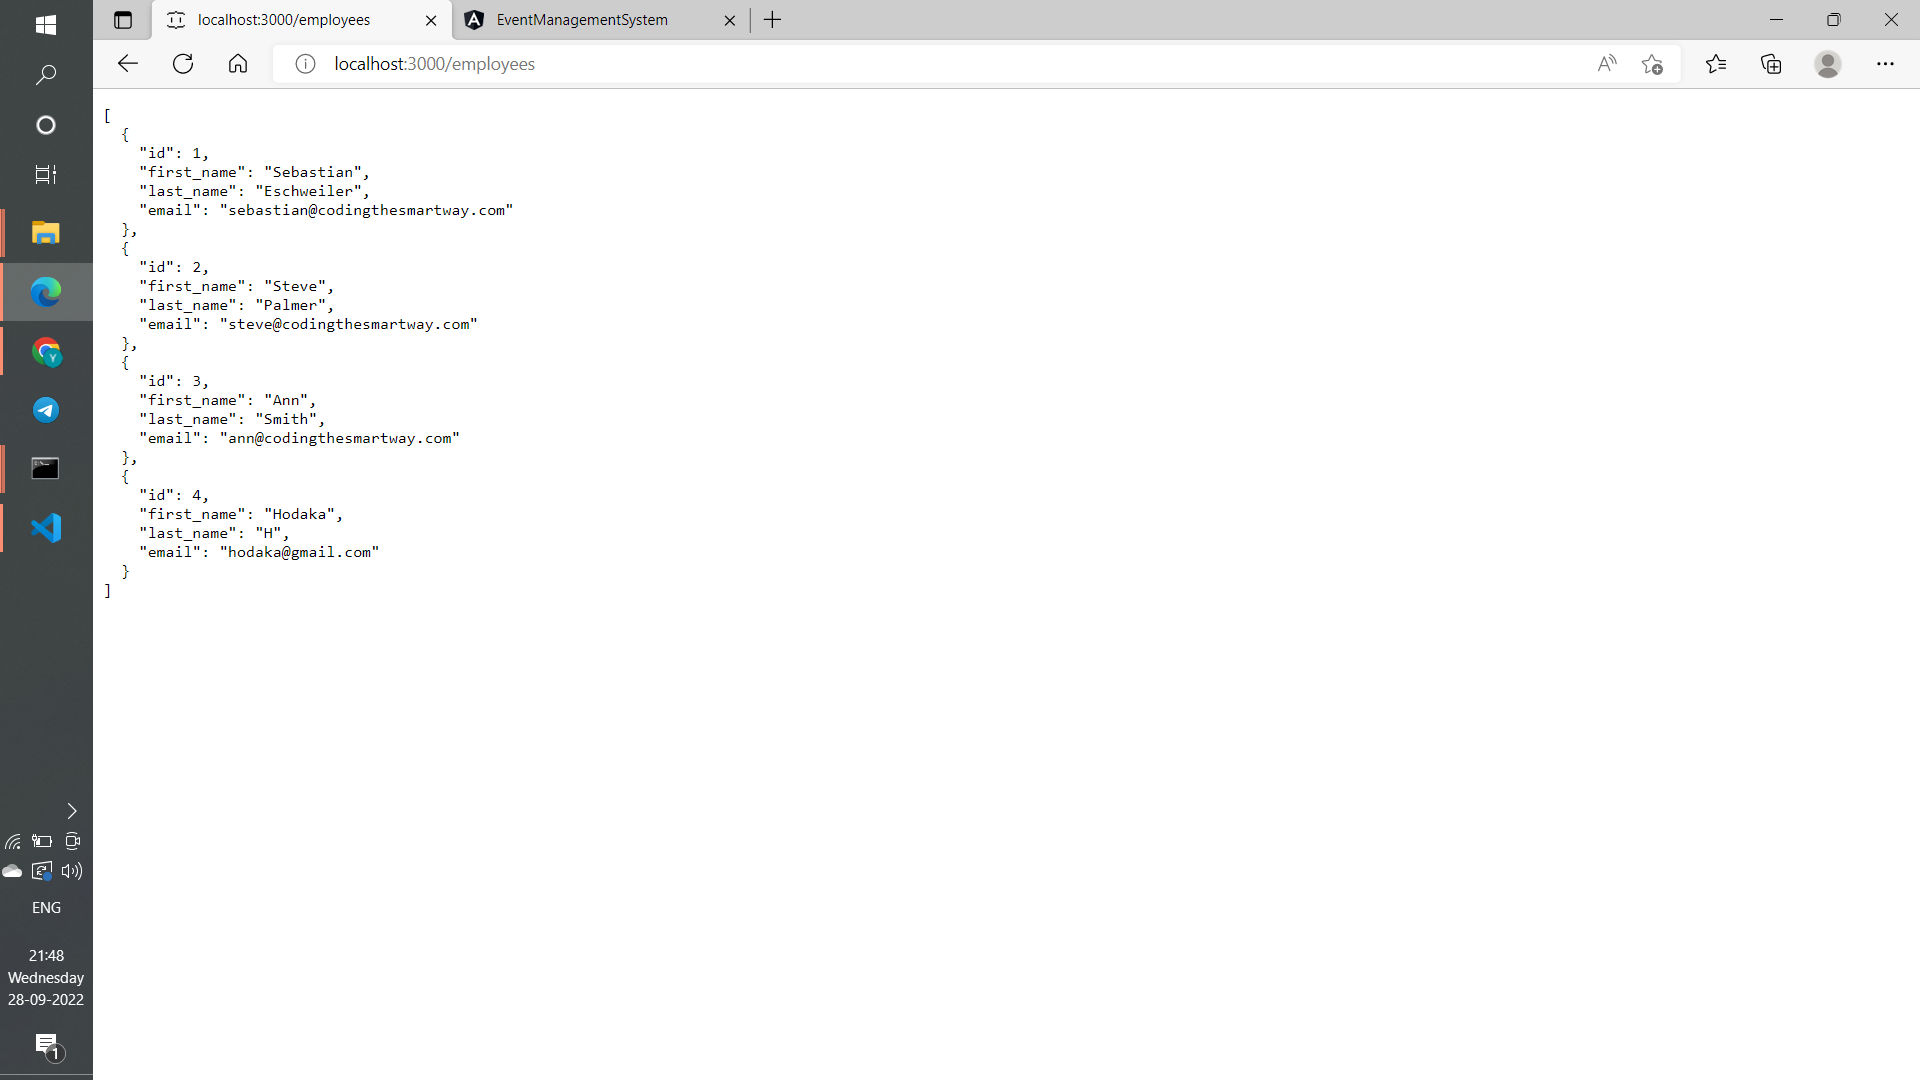 localhost:3000/employees
EventManagementSystem
localhost:3000/employees
[
  {
    "id": 1,
    "first_name": "Sebastian",
    "last_name": "Eschweiler",
    "email": "sebastian@codingthesmartway.com"
  },
  {
    "id": 2,
    "first_name": "Steve",
    "last_name": "Palmer",
    "email": "steve@codingthesmartway.com"
  },
  {
    "id": 3,
    "first_name": "Ann",
    "last_name": "Smith",
    "email": "ann@codingthesmartway.com"
  },
  {
    "id": 4,
    "first_name": "Hodaka",
    "last_name": "H",
    "email": "hodaka@gmail.com"
  }
]
Y
ENG
21:48
Wednesday
28-09-2022
1